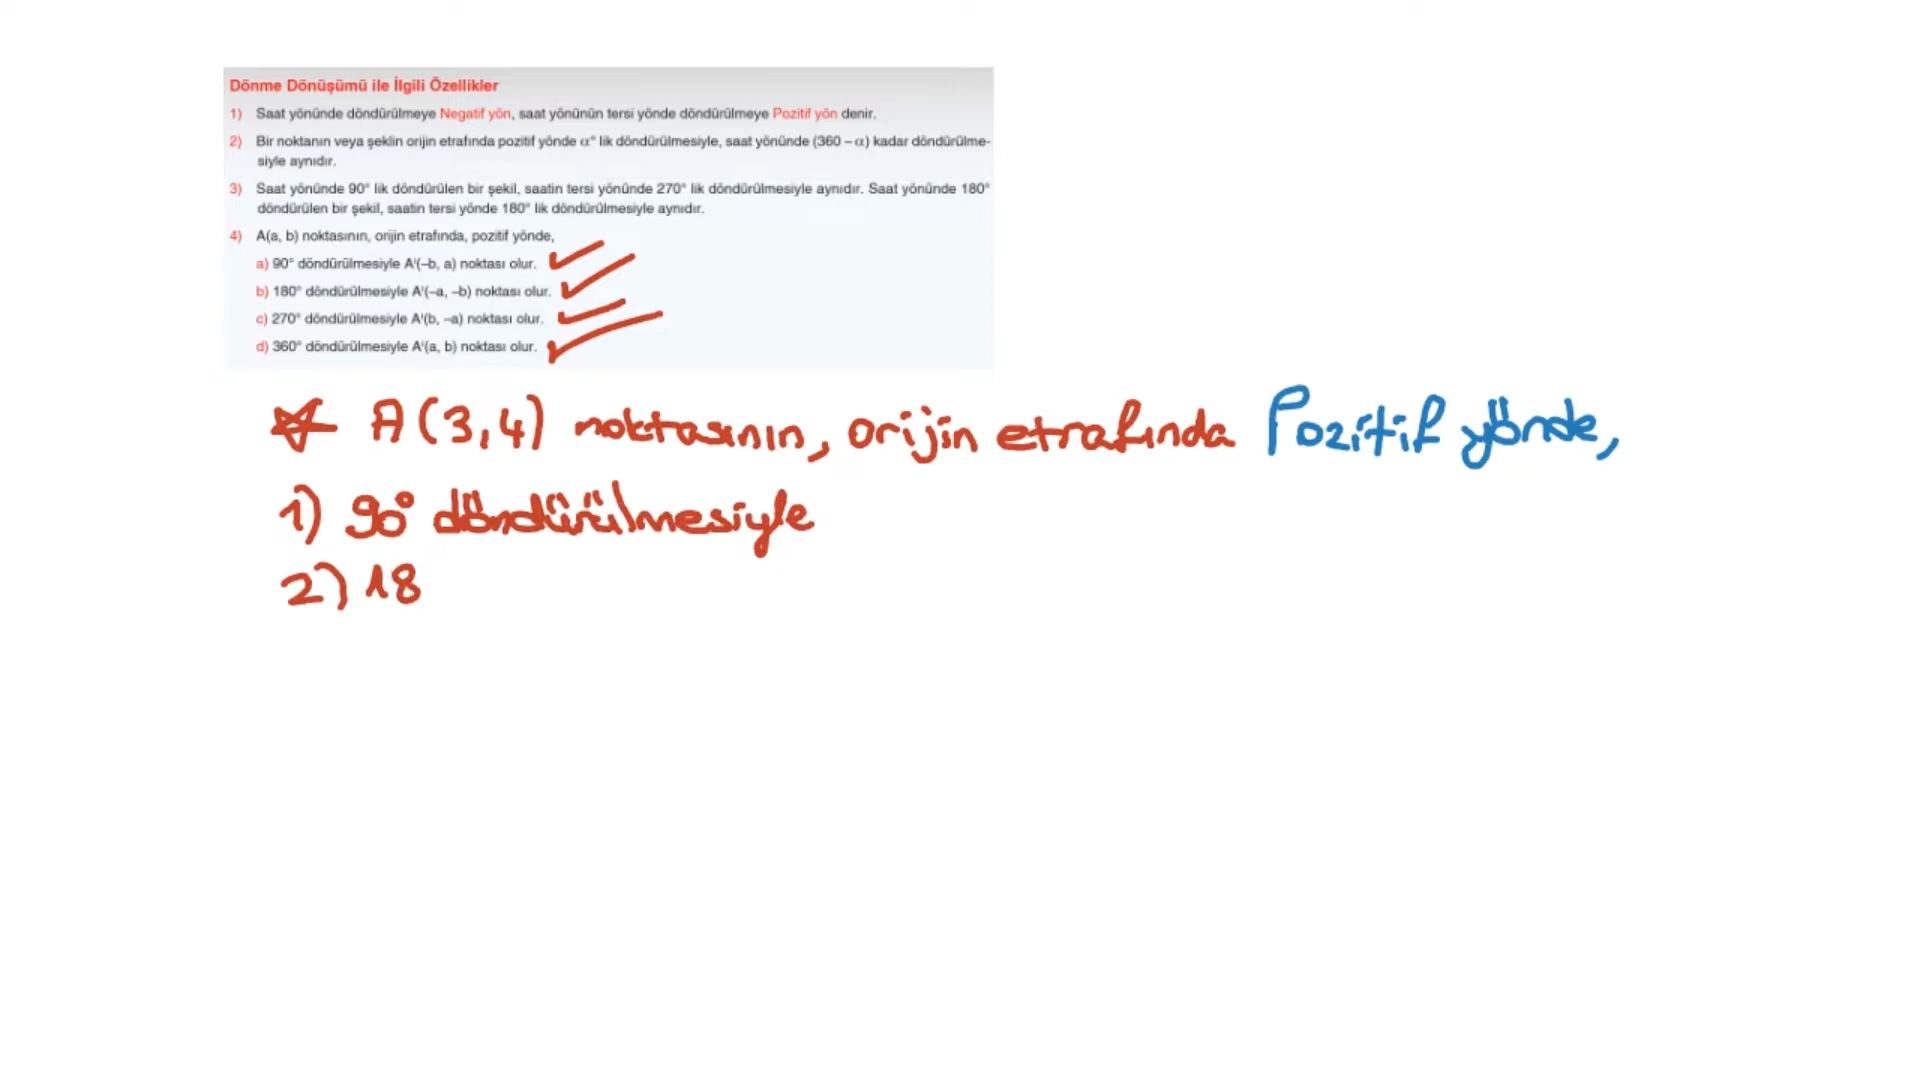 Dönme Dönüşümü ile İlgili Özellikler
1) Saat yönünde döndürülmeye Negatif yön, saat yönünün tersi yönde döndürülmeye Pozitif yön denir.
2) Bir noktanın veya şeklin orijin etrafında pozitif yönde α° lik döndürülmesiyle, saat yönünde (360 – α) kadar döndürülme-
siyle aynıdır.
3) Saat yönünde 90° lik döndürülen bir şekil, saatin tersi yönünde 270° lik döndürülmesiyle aynıdır. Saat yönünde 180°
döndürülen bir şekil, saatin tersi yönde 180° lik döndürülmesiyle aynıdır.
4) A(a, b) noktasının, orijin etrafında, pozitif yönde,
a) 90° döndürülmesiyle A'(–b, a) noktası olur.
b) 180° döndürülmesiyle A'(–a, –b) noktası olur.
c) 270° döndürülmesiyle A'(b, –a) noktası olur.
d) 360° döndürülmesiyle A'(a, b) noktası olur.
A(3,4) noktasının, orijin etrafında Pozitif yönde,
1) 90° döndürülmesiyle
2) 18